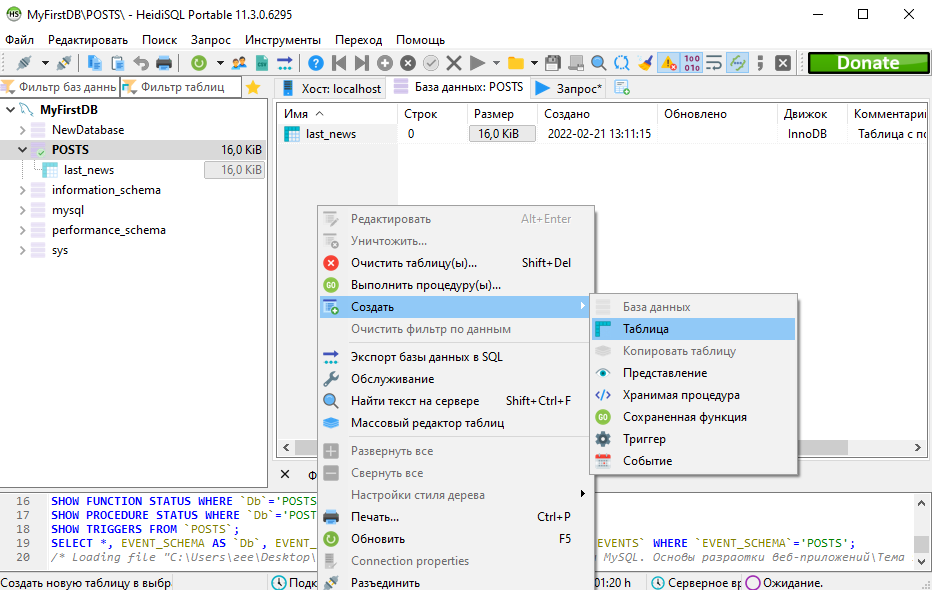 MyFirstDB\POSTS\ - HeidiSQL Portable 11.3.0.6295
Файл Редактировать Поиск Запрос Инструменты Переход Помощь
Donate
Фильтр баз данны Фильтр таблиц
Хост: localhost База данных: POSTS Запрос*
MyFirstDB
NewDatabase
POSTS 16,0 KiB
last_news 16,0 KiB
information_schema
mysql
performance_schema
sys
Имя Строк Размер Создано Обновлено Движок Комментари
last_news 0 16,0 KiB 2022-02-21 13:11:15 InnoDB Таблица с по
Редактировать Alt+Enter
Уничтожить...
Очистить таблицу(ы)... Shift+Del
Выполнить процедуру(ы)...
Создать
Очистить фильтр по данным
Экспорт базы данных в SQL
Обслуживание
Найти текст на сервере Shift+Ctrl+F
Массовый редактор таблиц
Развернуть все
Свернуть все
Настройки стиля дерева
Печать... Ctrl+P
Обновить F5
Connection properties
Разъединить
База данных
Таблица
Копировать таблицу
Представление
Хранимая процедура
Сохраненная функция
Триггер
Событие
16 SHOW FUNCTION STATUS WHERE `Db`='POSTS
17 SHOW PROCEDURE STATUS WHERE `Db`='POST
18 SHOW TRIGGERS FROM `POSTS`;
19 SELECT *, EVENT_SCHEMA AS `Db`, EVENT_ EVENTS` WHERE `EVENT_SCHEMA`='POSTS';
20 /* Loading file "C:\Users\zee\Desktop\ MySQL. Основы разраотки веб-приложений\Тема
Создать новую таблицу в выбр Подк 01:20 h Серверное вр Ожидание.